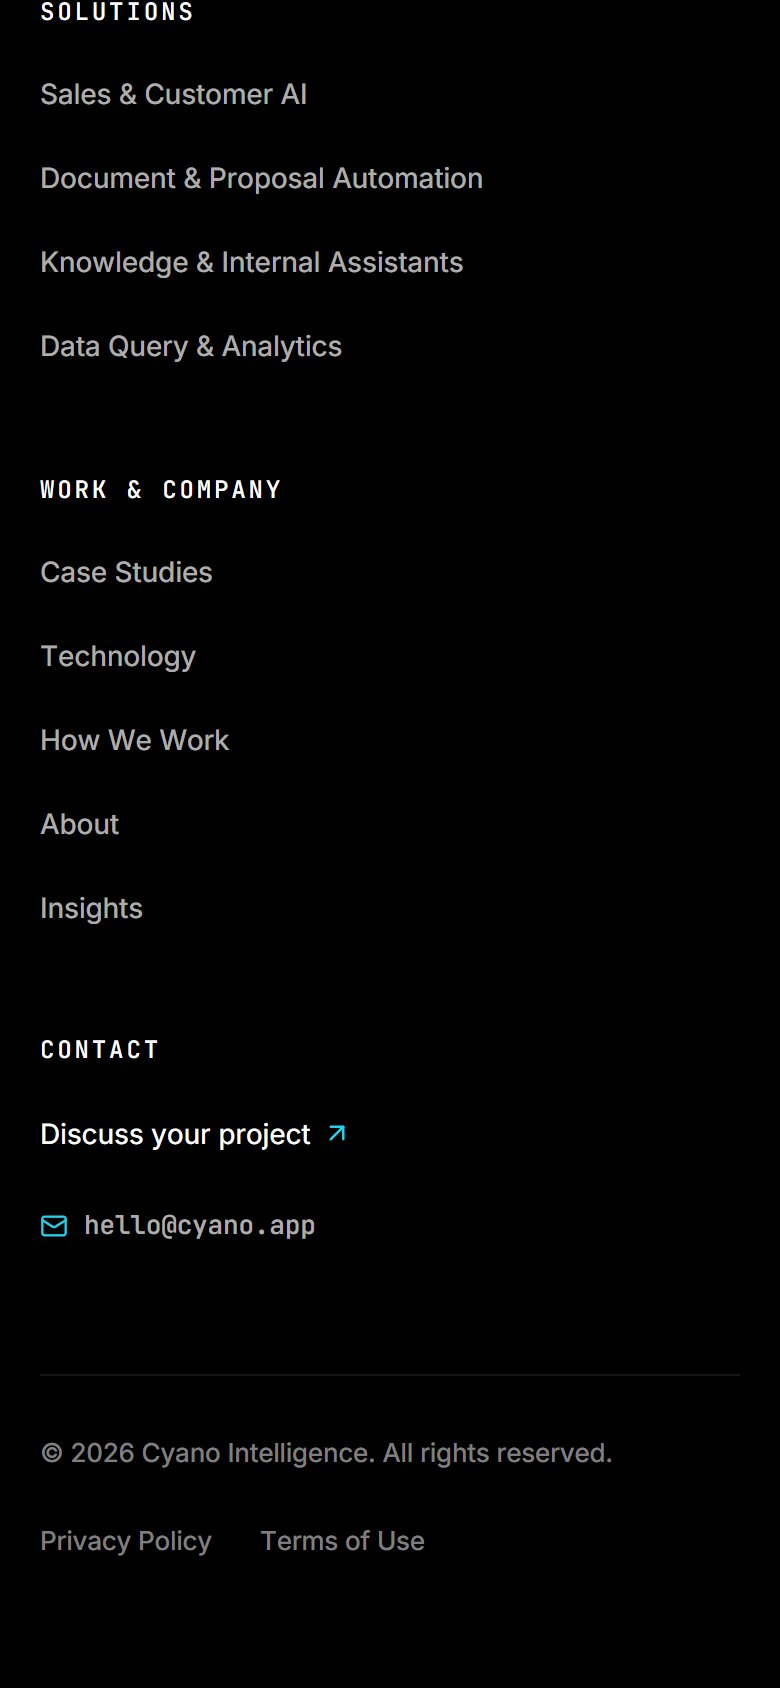 SOLUTIONS
Sales & Customer AI
Document & Proposal Automation
Knowledge & Internal Assistants
Data Query & Analytics
WORK & COMPANY
Case Studies
Technology
How We Work
About
Insights
CONTACT
Discuss your project
hello@cyano.app
© 2026 Cyano Intelligence. All rights reserved.
Privacy Policy Terms of Use